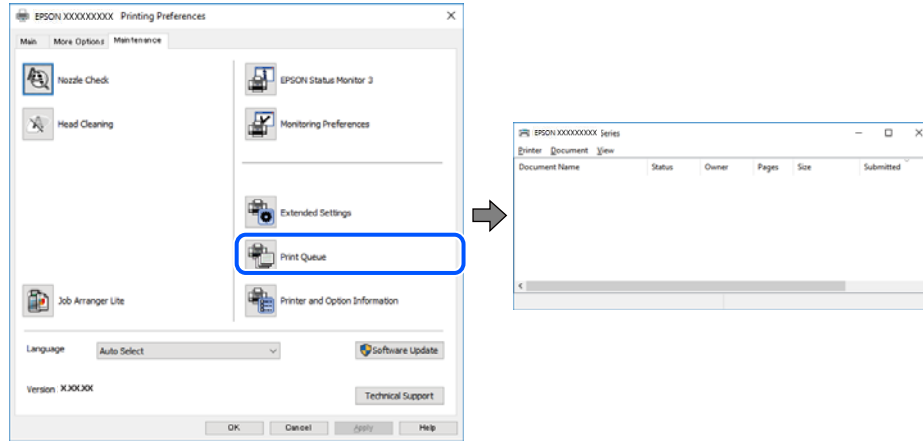 EPSON XXXXXXXXX Printing Preferences
Main More Options Maintenance
Nozzle Check
EPSON Status Monitor 3
Head Cleaning
Monitoring Preferences
Extended Settings
Print Queue
Job Arranger Lite
Printer and Option Information
Language Auto Select
Software Update
Version X.XX.XX
Technical Support
OK Cancel Apply Help
EPSON XXXXXXXXX Series
Printer Document View
Document Name Status Owner Pages Size Submitted